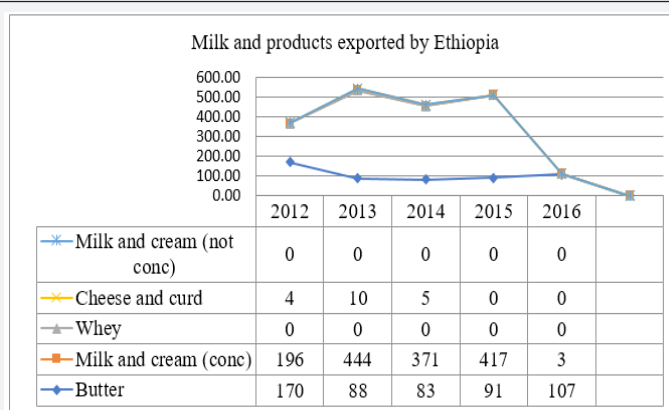 Milk and products exported by Ethiopia
600.00
500.00
400.00
300.00
200.00
100.00
0.00
2012 2013 2014 2015 2016
Milk and cream (not
conc) 0 0 0 0 0
Cheese and curd 4 10 5 0 0
Whey 0 0 0 0 0
Milk and cream (conc) 196 444 371 417 3
Butter 170 88 83 91 107